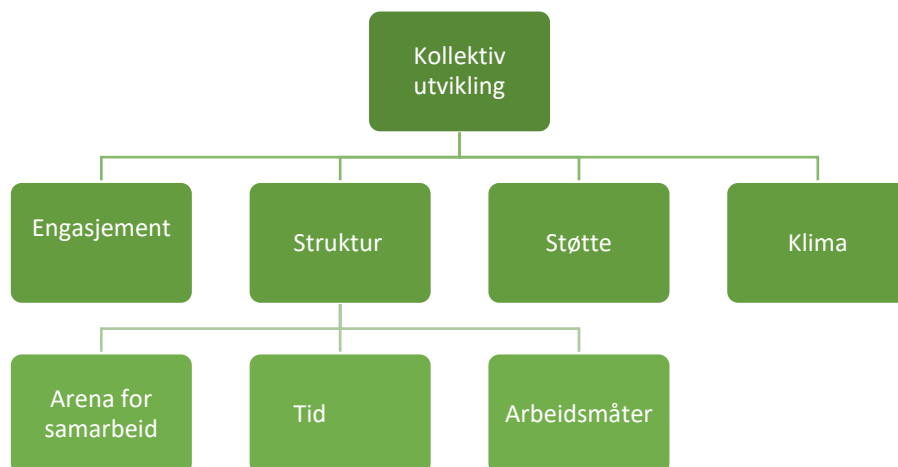 Kollektiv
utvikling
Engasjement
Struktur
Støtte
Klima
Arena for
samarbeid
Tid
Arbeidsmåter